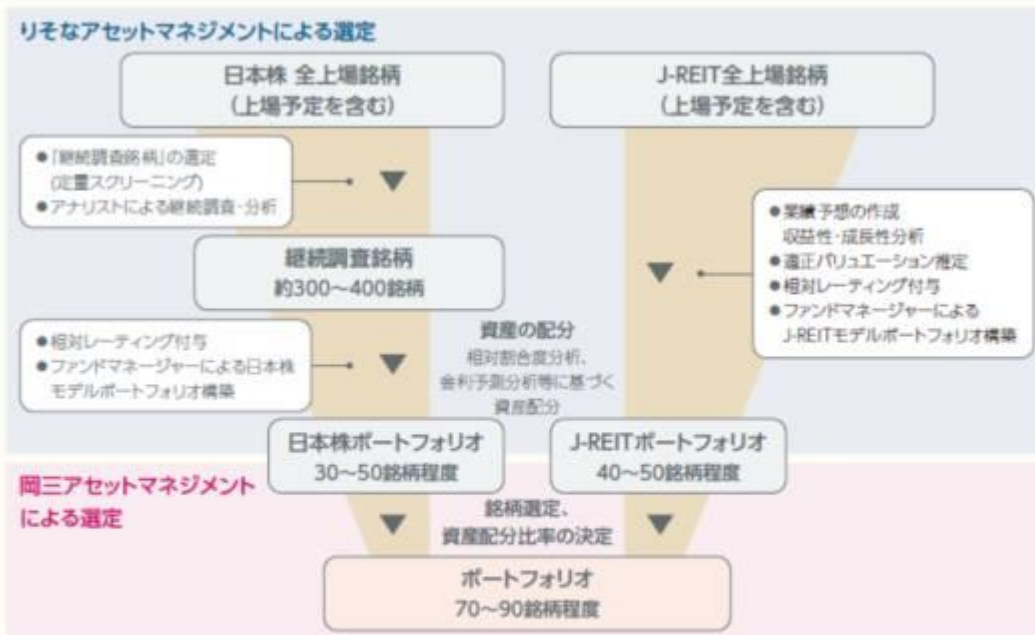 りそなアセットマネジメントによる選定
日本株 全上場銘柄
(上場予定を含む)
J-REIT全上場銘柄
(上場予定を含む)
●「継続調査銘柄」の選定
(定量スクリーニング)
●アナリストによる継続調査・分析
継続調査銘柄
約300〜400銘柄
●業績予想の作成
収益性・成長性分析
●適正バリュエーション推定
●相対レーティング付与
●ファンドマネージャーによる
J-REITモデルポートフォリオ構築
●相対レーティング付与
●ファンドマネージャーによる日本株
モデルポートフォリオ構築
資産の配分
相対割合度分析、
金利予測分析等に基づく
資産配分
日本株ポートフォリオ
30〜50銘柄程度
J-REITポートフォリオ
40〜50銘柄程度
岡三アセットマネジメント
による選定
銘柄選定、
資産配分比率の決定
ポートフォリオ
70〜90銘柄程度